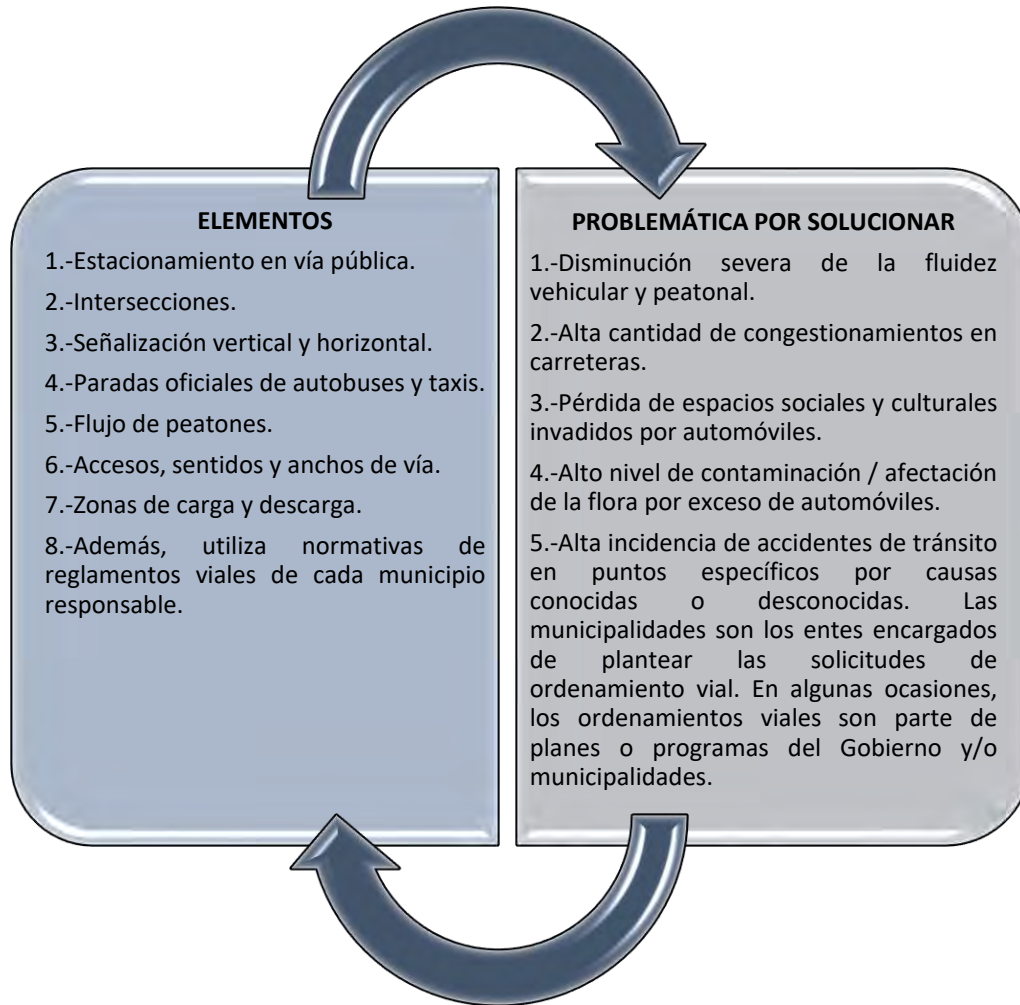 ELEMENTOS
1.-Estacionamiento en vía pública.
2.-Intersecciones.
3.-Señalización vertical y horizontal.
4.-Paradas oficiales de autobuses y taxis.
5.-Flujo de peatones.
6.-Accesos, sentidos y anchos de vía.
7.-Zonas de carga y descarga.
8.-Además, utiliza normativas de
reglamentos viales de cada municipio
responsable.
PROBLEMÁTICA POR SOLUCIONAR
1.-Disminución severa de la fluidez
vehicular y peatonal.
2.-Alta cantidad de congestionamientos en
carreteras.
3.-Pérdida de espacios sociales y culturales
invadidos por automóviles.
4.-Alto nivel de contaminación / afectación
de la flora por exceso de automóviles.
5.-Alta incidencia de accidentes de tránsito
en puntos específicos por causas
conocidas o desconocidas. Las
municipalidades son los entes encargados
de plantear las solicitudes de
ordenamiento vial. En algunas ocasiones,
los ordenamientos viales son parte de
planes o programas del Gobierno y/o
municipalidades.